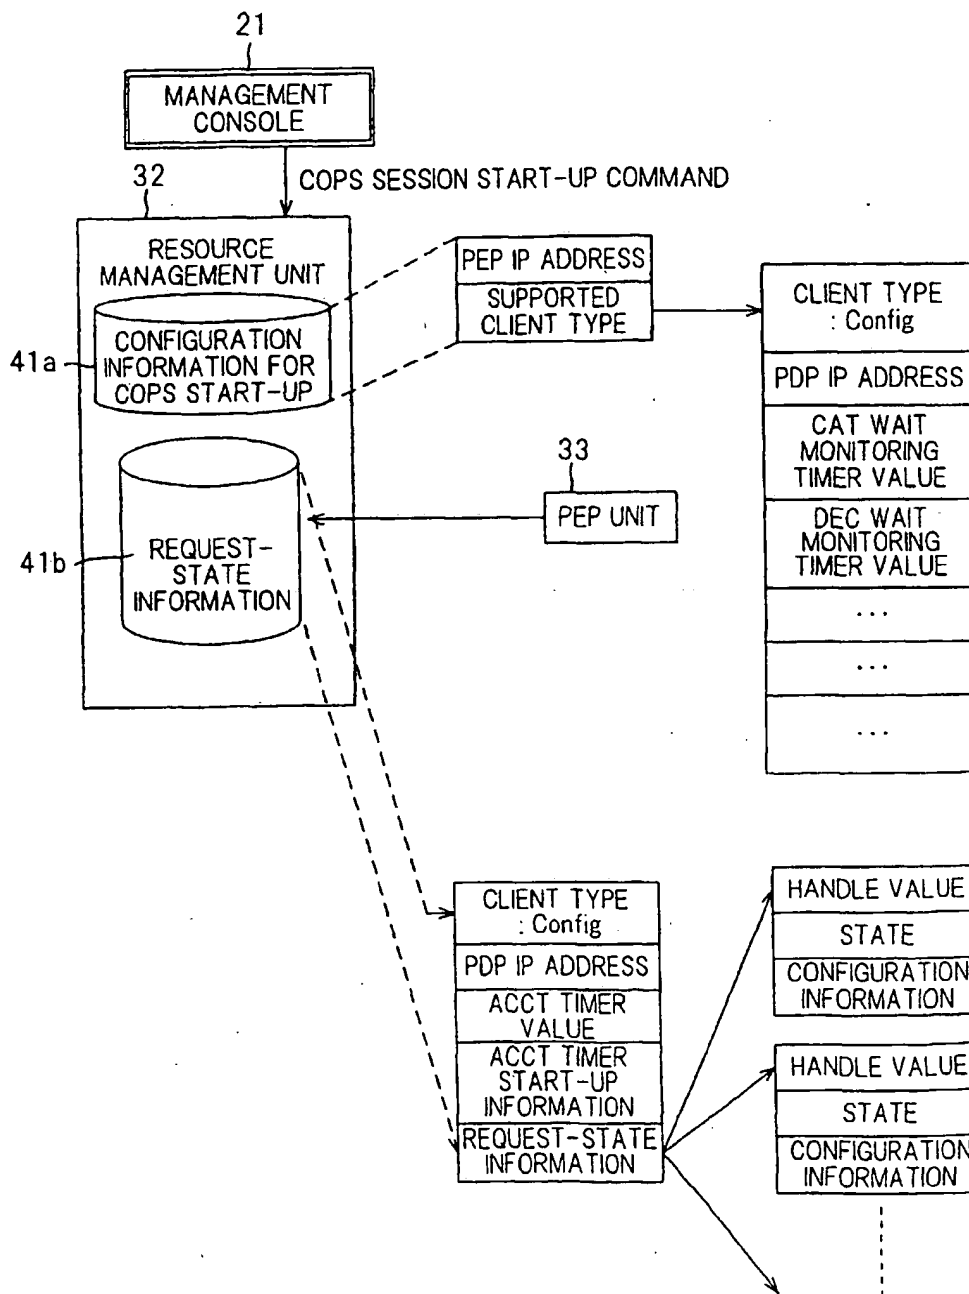 21
MANAGEMENT
CONSOLE
32
COPS SESSION START-UP COMMAND
RESOURCE
MANAGEMENT UNIT
41a
CONFIGURATION
INFORMATION FOR
COPS START-UP
PEP IP ADDRESS
SUPPORTED
CLIENT TYPE
CLIENT TYPE
: Config
PDP IP ADDRESS
CAT WAIT
MONITORING
TIMER VALUE
DEC WAIT
MONITORING
TIMER VALUE
...
...
...
33
PEP UNIT
41b
REQUEST-
STATE
INFORMATION
CLIENT TYPE
: Config
PDP IP ADDRESS
ACCT TIMER
VALUE
ACCT TIMER
START-UP
INFORMATION
REQUEST-STATE
INFORMATION
HANDLE VALUE
STATE
CONFIGURATION
INFORMATION
HANDLE VALUE
STATE
CONFIGURATION
INFORMATION